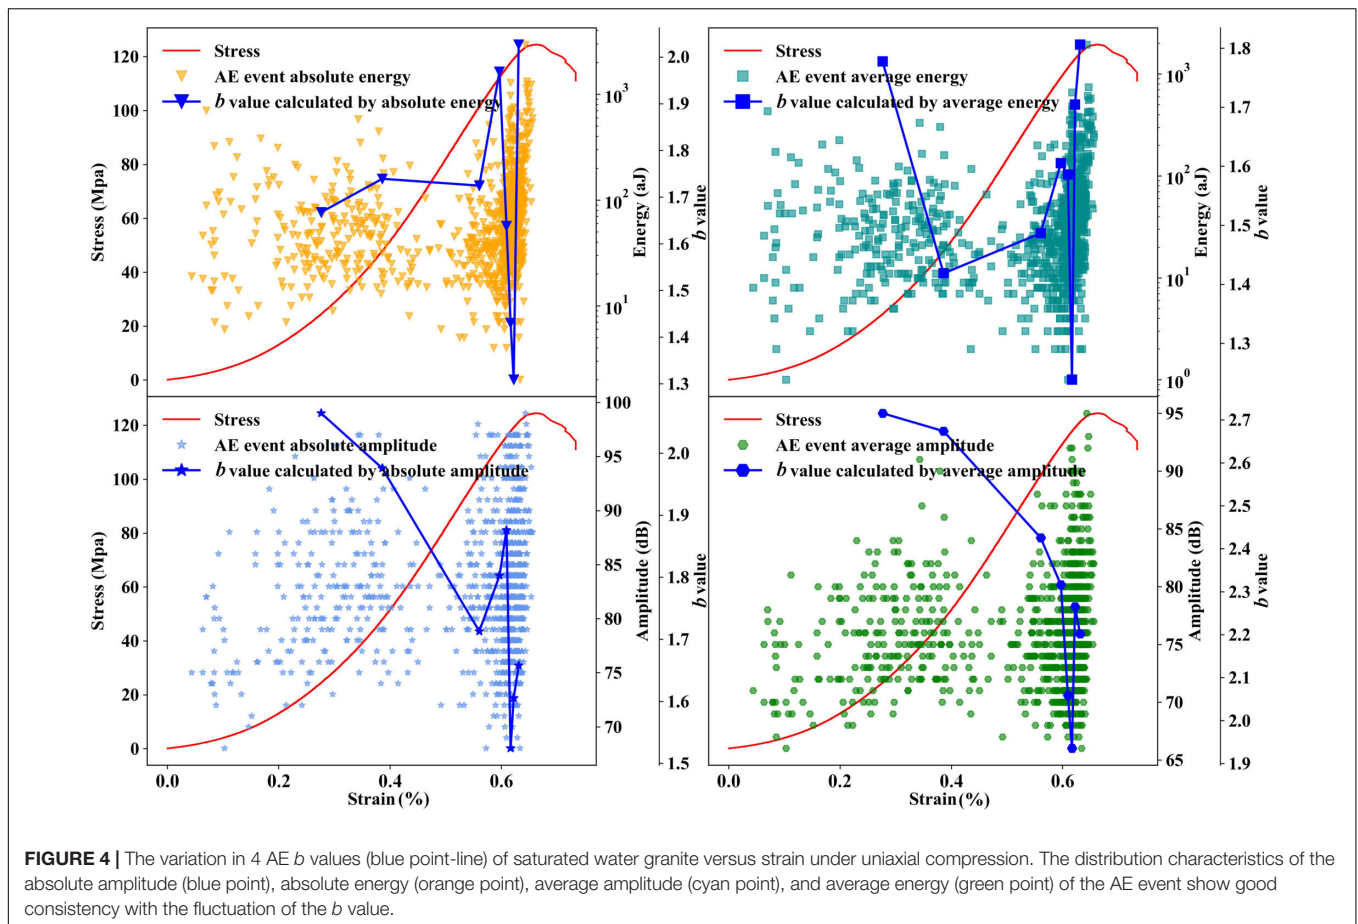 Stress
AE event absolute energy
b value calculated by absolute energy
120
100
80
60
40
20
0
Stress (Mpa)
10³
10²
10¹
Energy (aJ)
2.0
1.9
1.8
1.7
1.6
1.5
1.4
1.3
b value
Stress
AE event average energy
b value calculated by average energy
10³
10²
10¹
10⁰
Energy (aJ)
1.8
1.7
1.6
1.5
1.4
1.3
b value
Stress
AE event absolute amplitude
b value calculated by absolute amplitude
120
100
80
60
40
20
0
Stress (Mpa)
0.0
0.2
0.4
0.6
Strain (%)
99
95
90
85
80
75
70
Amplitude (dB)
2.0
1.9
1.8
1.7
1.6
1.5
b value
Stress
AE event average amplitude
b value calculated by average amplitude
0.0
0.2
0.4
0.6
Strain (%)
95
90
85
80
75
70
65
Amplitude (dB)
2.7
2.6
2.5
2.4
2.3
2.2
2.1
2.0
1.9
b value
FIGURE 4 | The variation in 4 AE b values (blue point-line) of saturated water granite versus strain under uniaxial compression. The distribution characteristics of the
absolute amplitude (blue point), absolute energy (orange point), average amplitude (cyan point), and average energy (green point) of the AE event show good
consistency with the fluctuation of the b value.